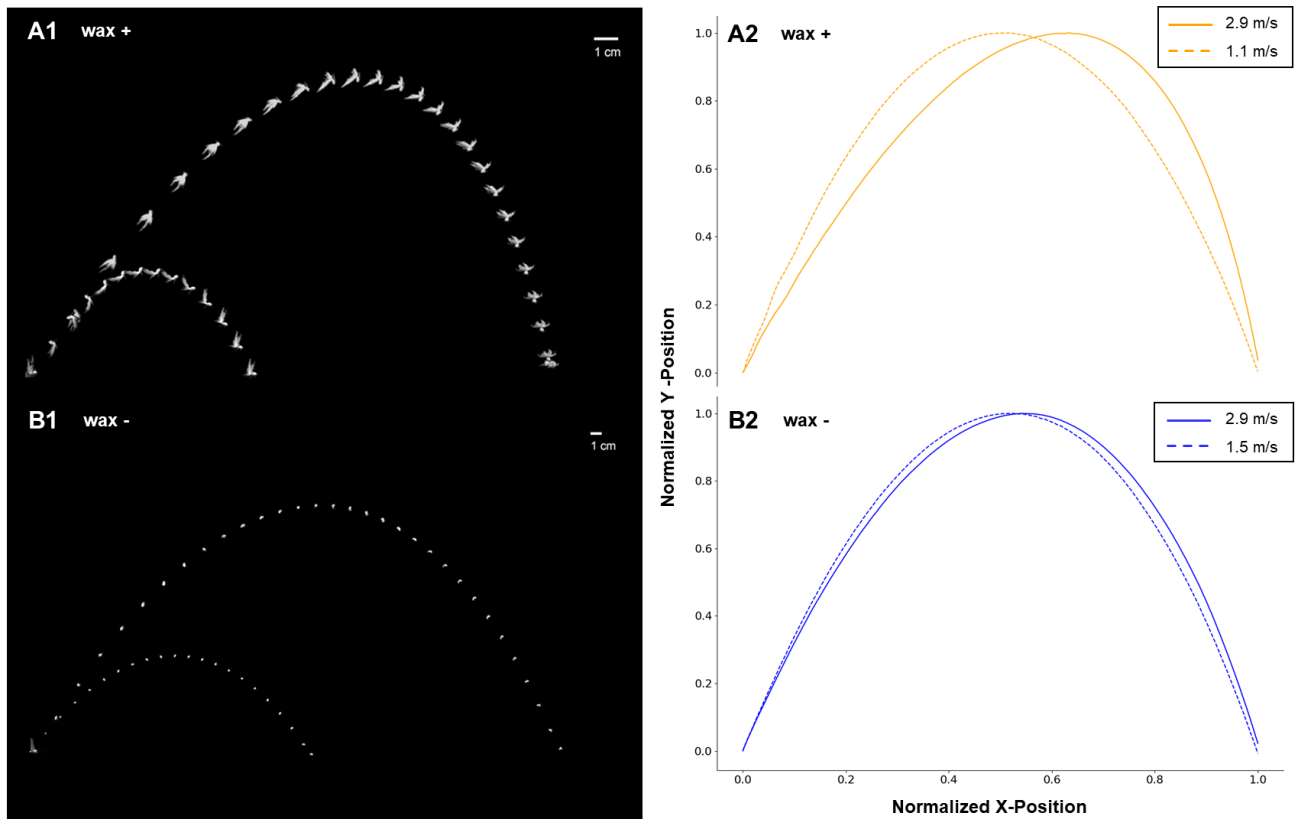 A1 wax +
1 cm
B1 wax -
1 cm
A2 wax +
2.9 m/s
1.1 m/s
1.0
0.8
0.6
0.4
0.2
0.0
B2 wax -
2.9 m/s
1.5 m/s
1.0
0.8
0.6
0.4
0.2
0.0
0.0 0.2 0.4 0.6 0.8 1.0
Normalized Y -Position
Normalized X-Position